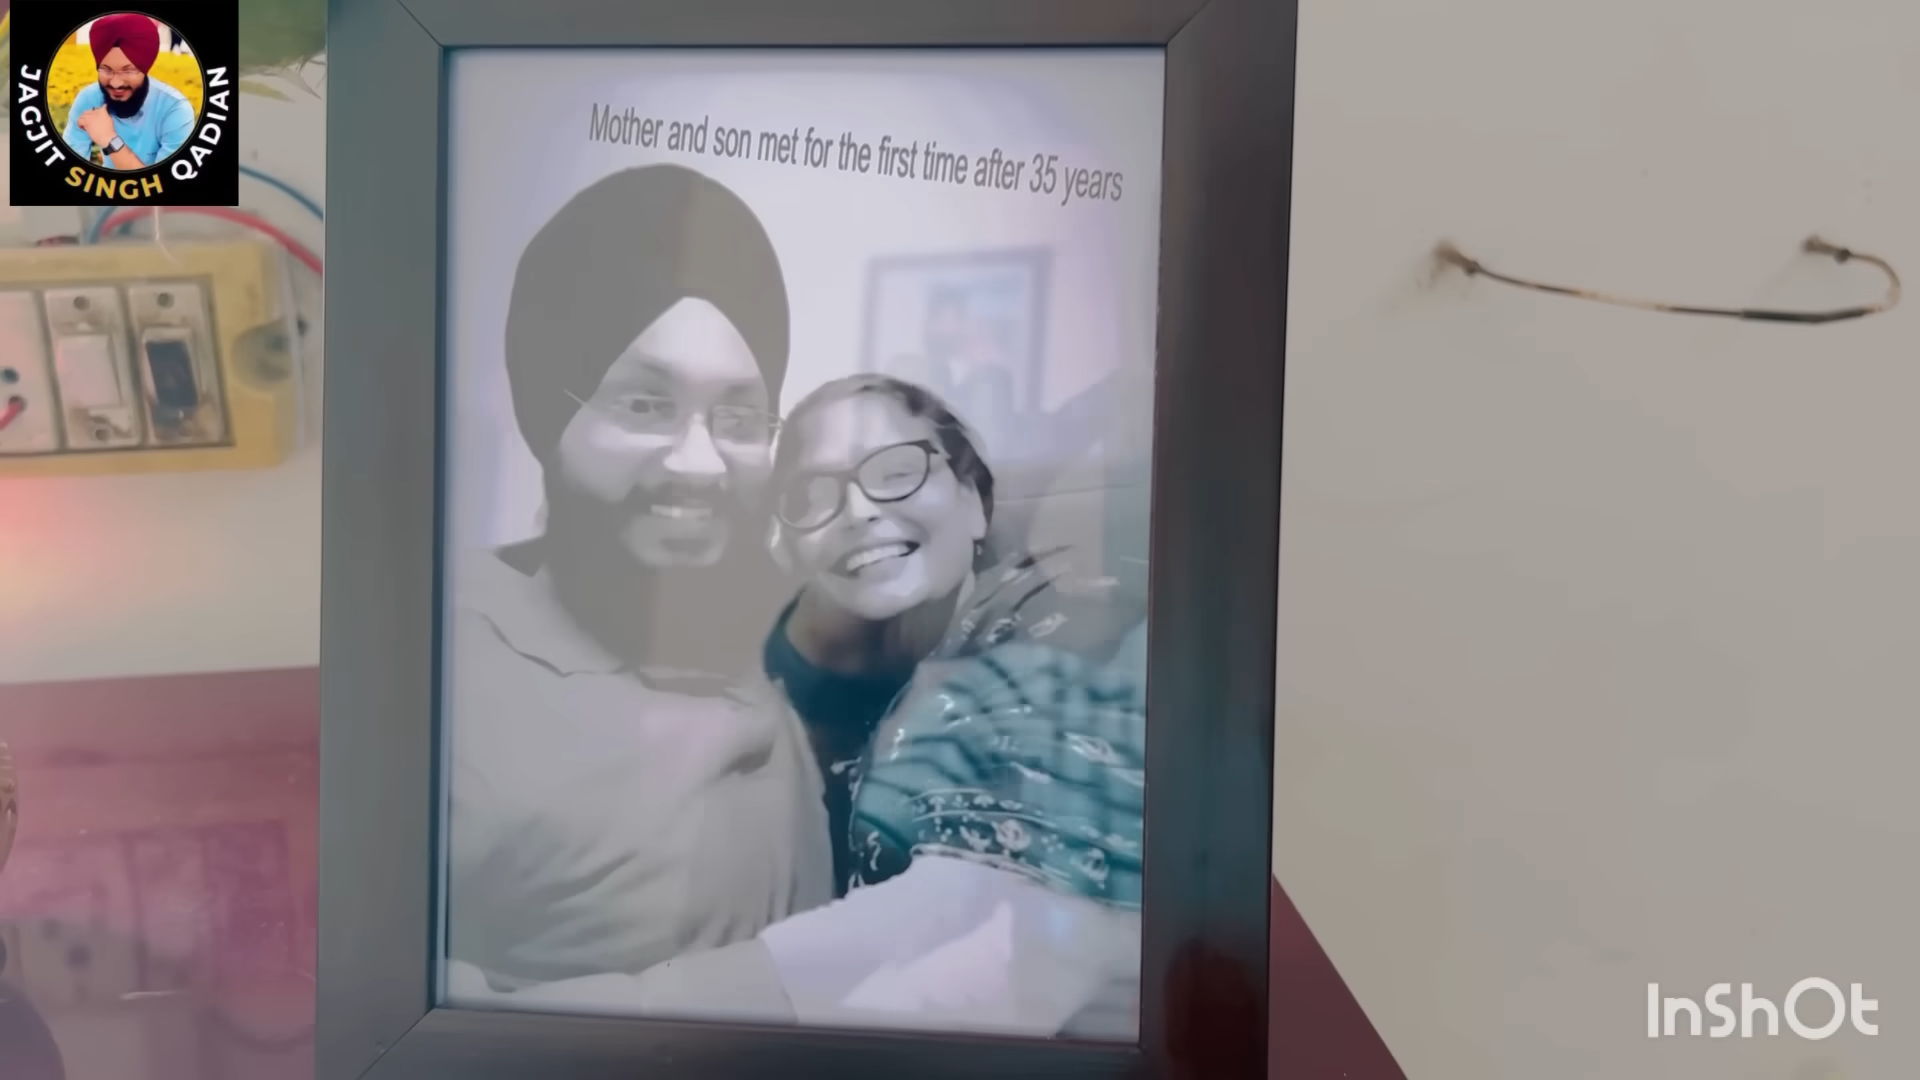 JAGJIT SINGH QADIAN
Mother and son met for the first time after 35 years
InShOt